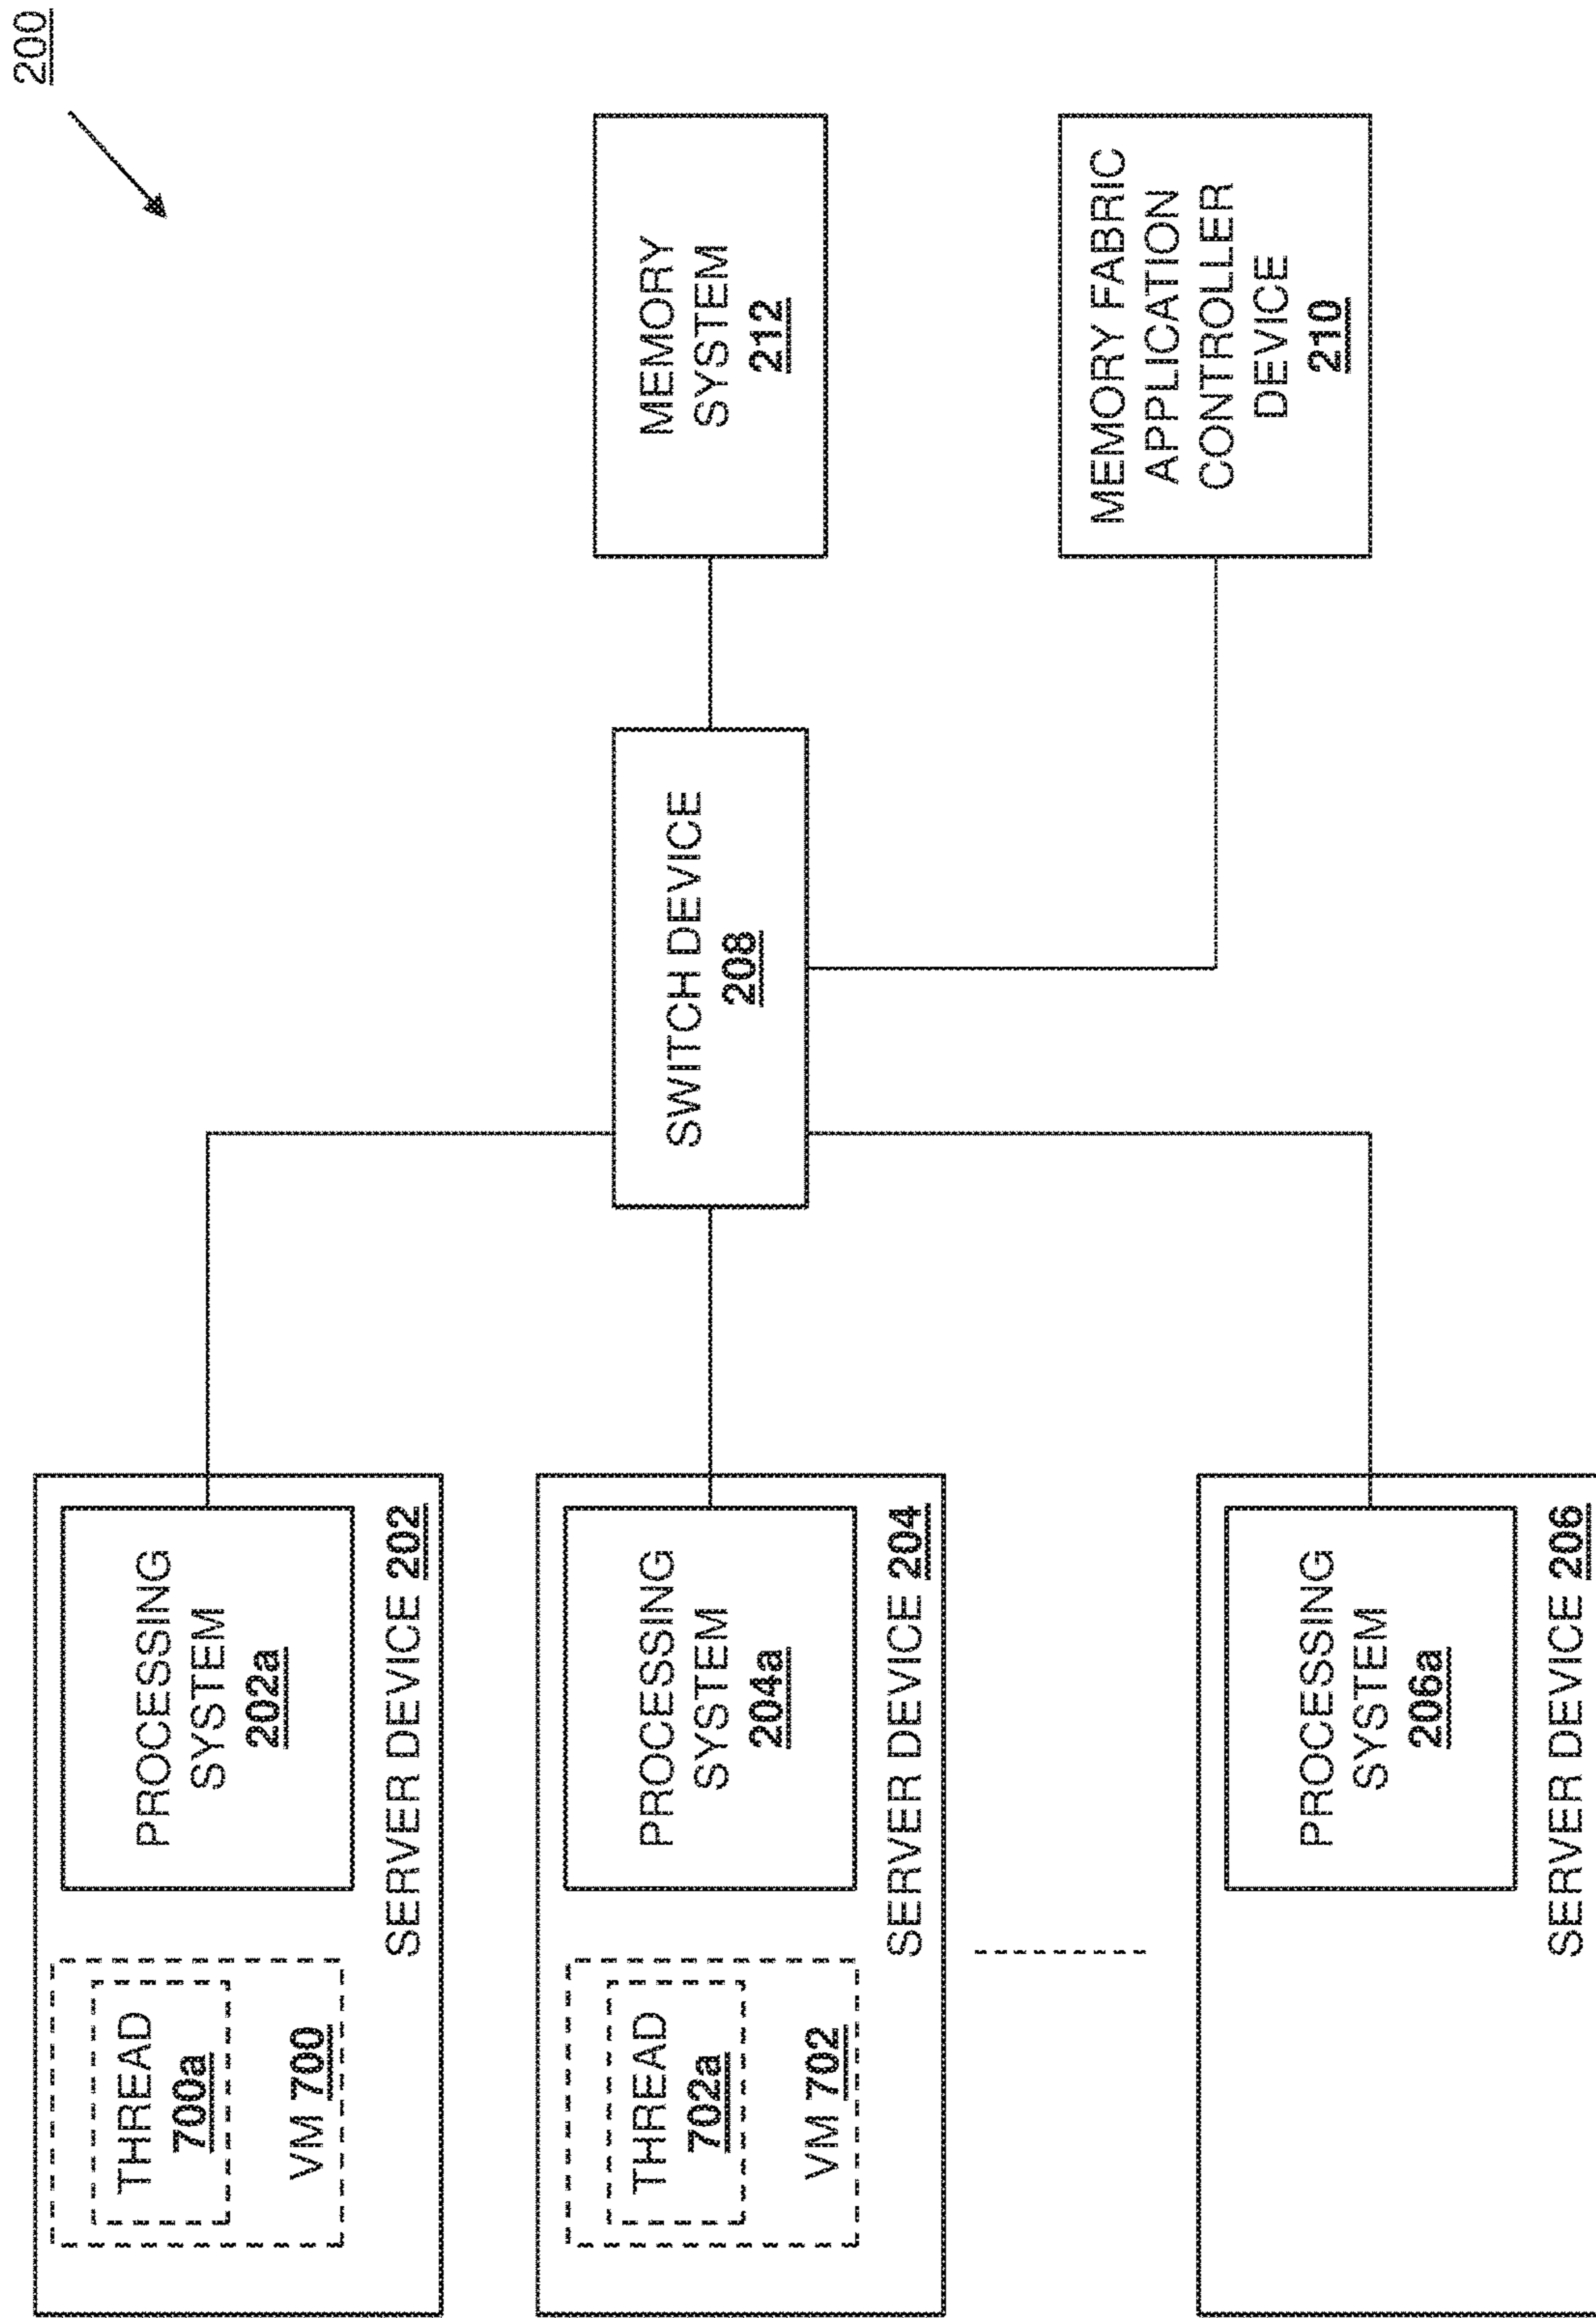 200
THREAD
700a
VM 700
PROCESSING
SYSTEM
202a
SERVER DEVICE 202
THREAD
702a
VM 702
PROCESSING
SYSTEM
204a
SERVER DEVICE 204
PROCESSING
SYSTEM
206a
SERVER DEVICE 206
SWITCH DEVICE
208
MEMORY
SYSTEM
212
MEMORY FABRIC
APPLICATION
CONTROLLER
DEVICE
210